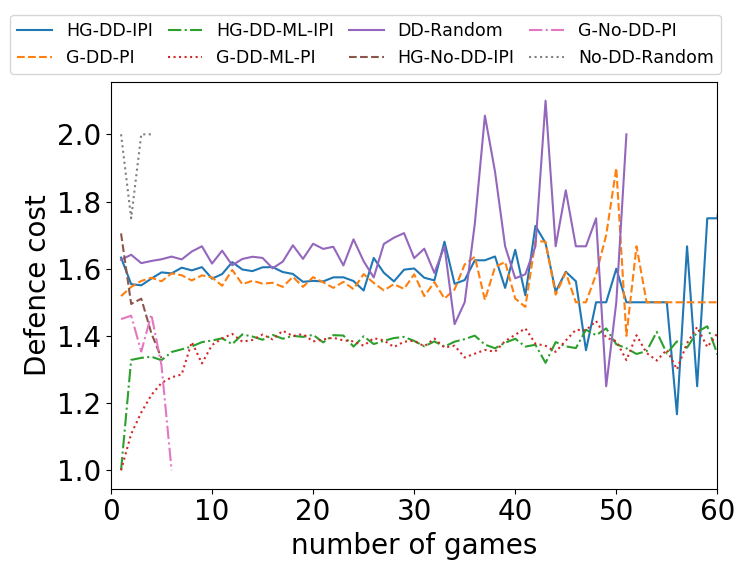 HG-DD-IPI HG-DD-ML-IPI DD-Random G-No-DD-PI
G-DD-PI G-DD-ML-PI HG-No-DD-IPI No-DD-Random
2.0
1.8
1.6
1.4
1.2
1.0
Defence cost
0 10 20 30 40 50 60
number of games